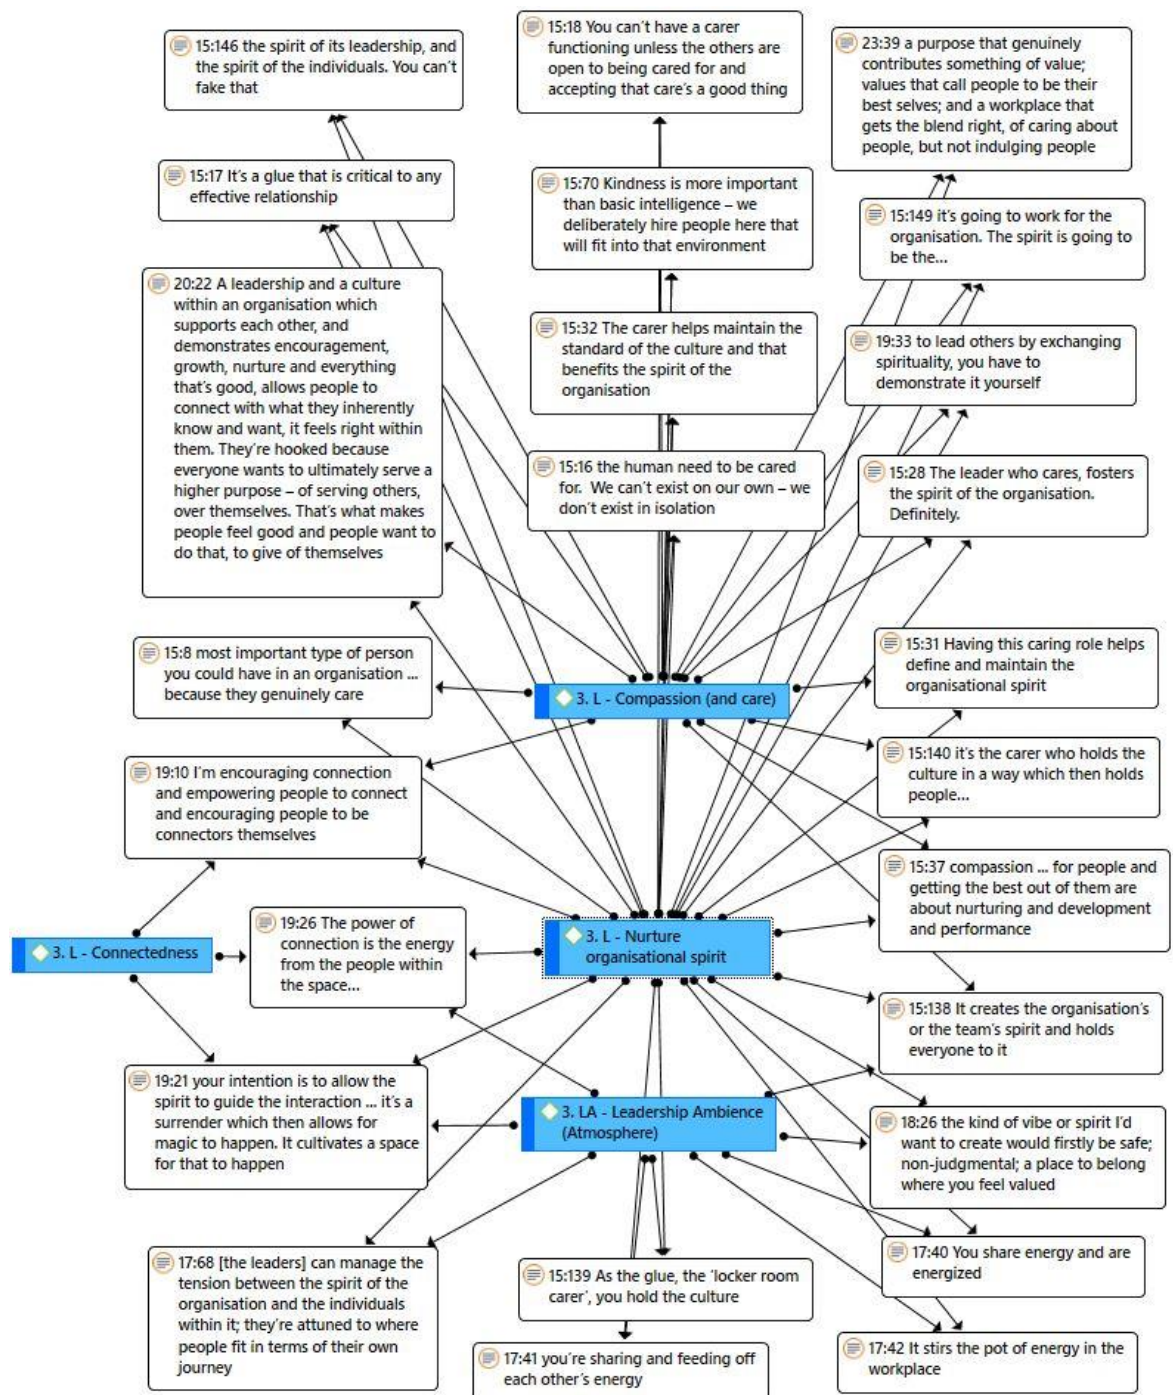 15:146 the spirit of its leadership, and
the spirit of the individuals. You can't
fake that
15:18 You can't have a carer
functioning unless the others are
open to being cared for and
accepting that care's a good thing
23:39 a purpose that genuinely
contributes something of value;
values that call people to be their
best selves; and a workplace that
gets the blend right, of caring about
people, but not indulging people
15:17 It's a glue that is critical to any
effective relationship
15:70 Kindness is more important
than basic intelligence – we
deliberately hire people here that
will fit into that environment
15:149 it's going to work for the
organisation. The spirit is going to
be the...
20:22 A leadership and a culture
within an organisation which
supports each other, and
demonstrates encouragement,
growth, nurture and everything
that's good, allows people to
connect with what they inherently
know and want, it feels right within
them. They're hooked because
everyone wants to ultimately serve a
higher purpose – of serving others,
over themselves. That's what makes
people feel good and people want to
do that, to give of themselves
15:32 The carer helps maintain the
standard of the culture and that
benefits the spirit of the
organisation
19:33 to lead others by exchanging
spirituality, you have to
demonstrate it yourself
15:16 the human need to be cared
for.  We can't exist on our own – we
don't exist in isolation
15:28 The leader who cares, fosters
the spirit of the organisation.
Definitely.
15:8 most important type of person
you could have in an organisation ...
because they genuinely care
3. L - Compassion (and care)
15:31 Having this caring role helps
define and maintain the
organisational spirit
19:10 I'm encouraging connection
and empowering people to connect
and encouraging people to be
connectors themselves
15:140 it's the carer who holds the
culture in a way which then holds
people...
15:37 compassion ... for people and
getting the best out of them are
about nurturing and development
and performance
3. L - Connectedness
19:26 The power of
connection is the energy
from the people within
the space...
3. L - Nurture
organisational spirit
15:138 It creates the organisation's
or the team's spirit and holds
everyone to it
19:21 your intention is to allow the
spirit to guide the interaction ... it's a
surrender which then allows for
magic to happen. It cultivates a space
for that to happen
3. LA - Leadership Ambience
(Atmosphere)
18:26 the kind of vibe or spirit I'd
want to create would firstly be safe;
non-judgmental; a place to belong
where you feel valued
17:68 [the leaders] can manage the
tension between the spirit of the
organisation and the individuals
within it; they're attuned to where
people fit in terms of their own
journey
15:139 As the glue, the 'locker room
carer', you hold the culture
17:40 You share energy and are
energized
17:41 you're sharing and feeding off
each other's energy
17:42 It stirs the pot of energy in the
workplace